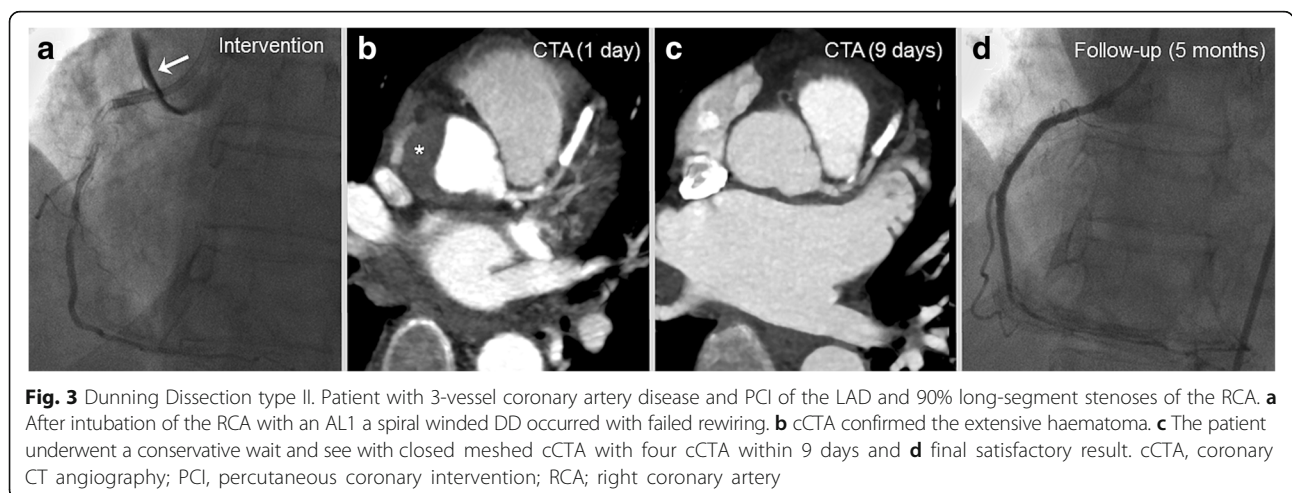 a Intervention
b CTA (1 day)
*
c CTA (9 days)
d Follow-up (5 months)
Fig. 3 Dunning Dissection type II. Patient with 3-vessel coronary artery disease and PCI of the LAD and 90% long-segment stenoses of the RCA. a
After intubation of the RCA with an AL1 a spiral winded DD occurred with failed rewiring. b cCTA confirmed the extensive haematoma. c The patient
underwent a conservative wait and see with closed meshed cCTA with four cCTA within 9 days and d final satisfactory result. cCTA, coronary
CT angiography; PCI, percutaneous coronary intervention; RCA; right coronary artery